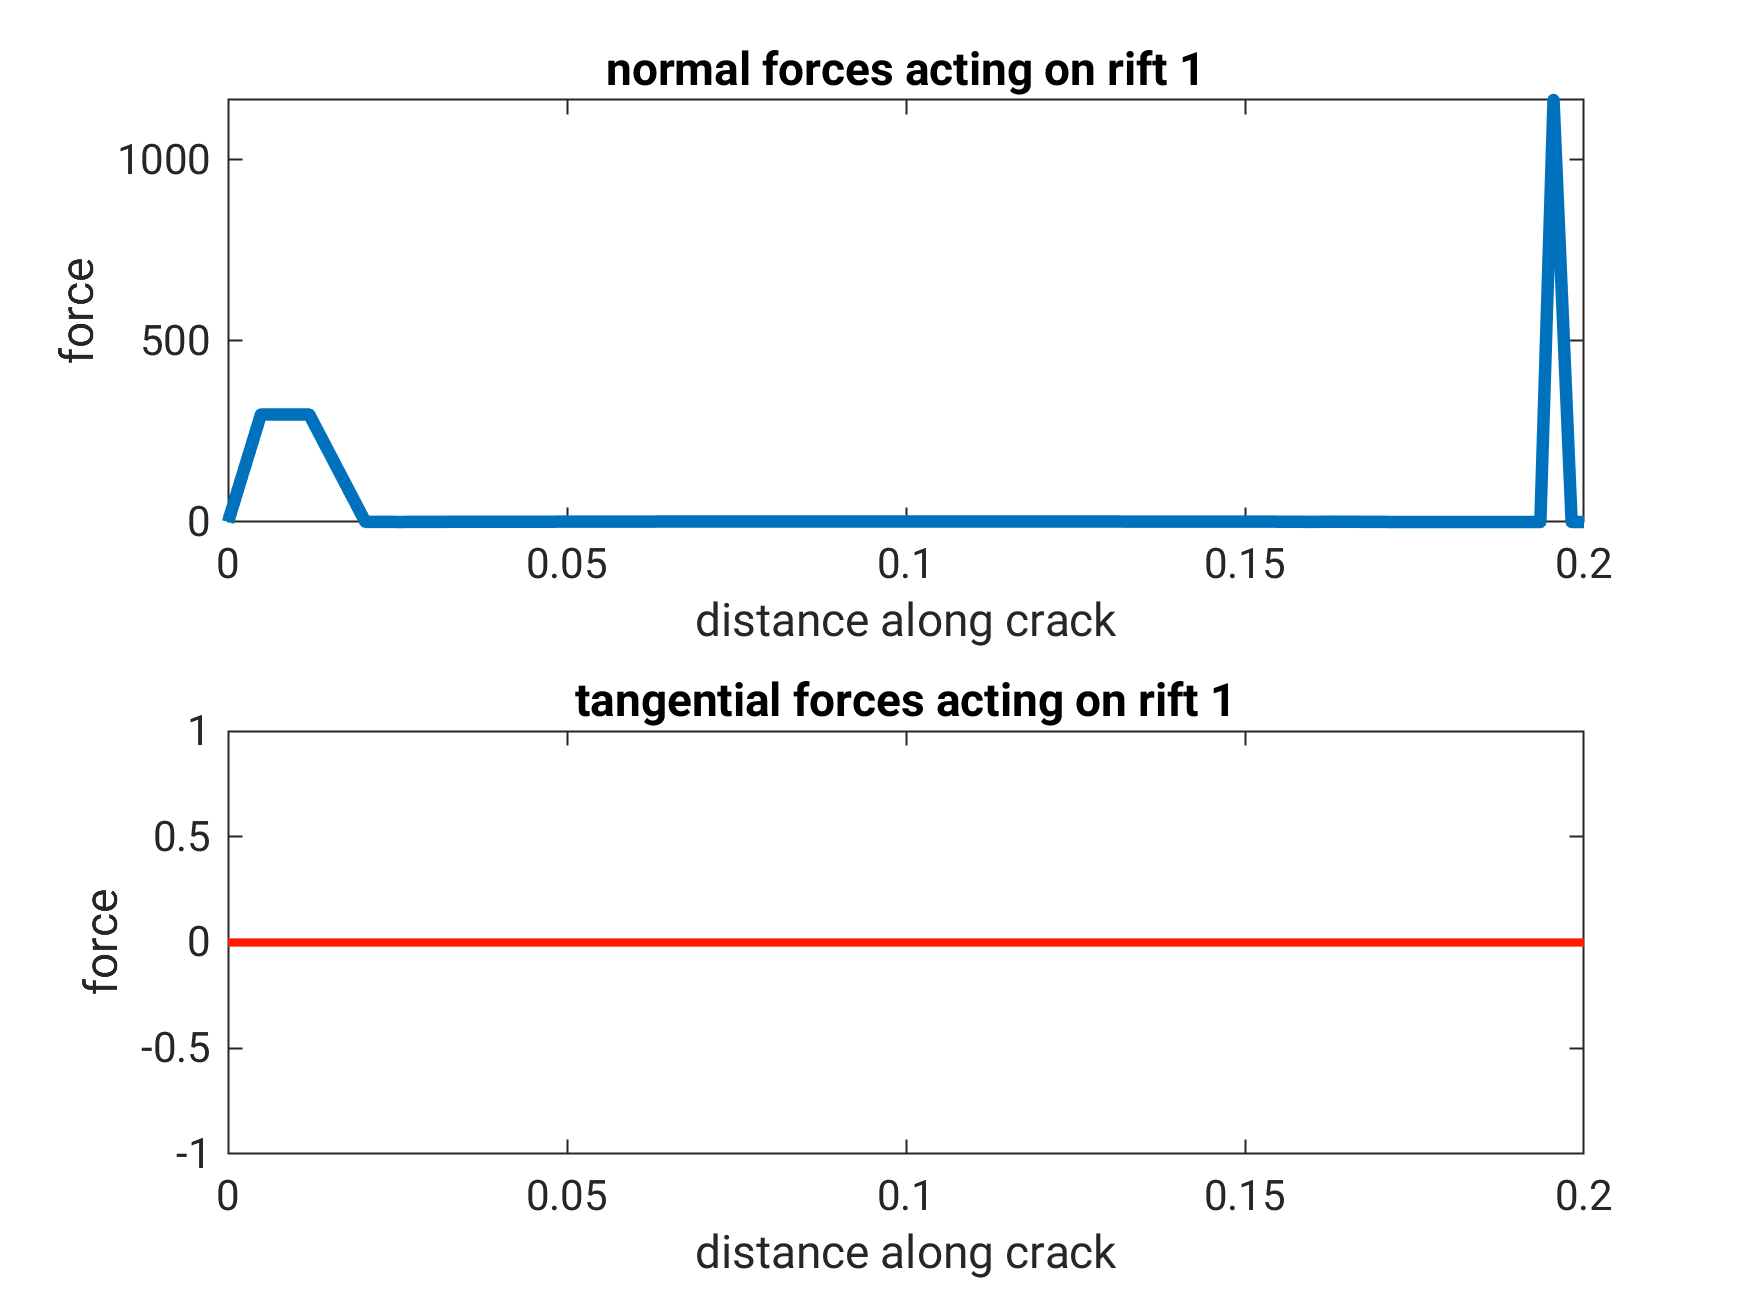 normal forces acting on rift 1
1000
500
0
force
0 0.05 0.1 0.15 0.2
distance along crack
tangential forces acting on rift 1
1
0.5
0
-0.5
-1
force
0 0.05 0.1 0.15 0.2
distance along crack